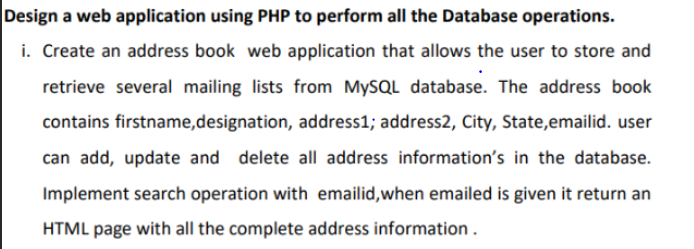 Design a web application using PHP to perform all the Database operations.
i. Create an address book web application that allows the user to store and
retrieve several mailing lists from MySQL database. The address book
contains firstname,designation, address1; address2, City, State,emailid. user
can add, update and delete all address information's in the database.
Implement search operation with emailid,when emailed is given it return an
HTML page with all the complete address information .